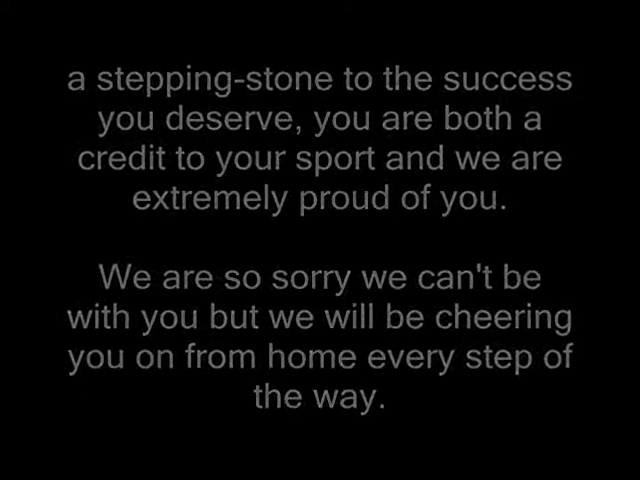 a stepping-stone to the success
you deserve, you are both a
credit to your sport and we are
extremely proud of you.
We are so sorry we can't be
with you but we will be cheering
you on from home every step of
the way.